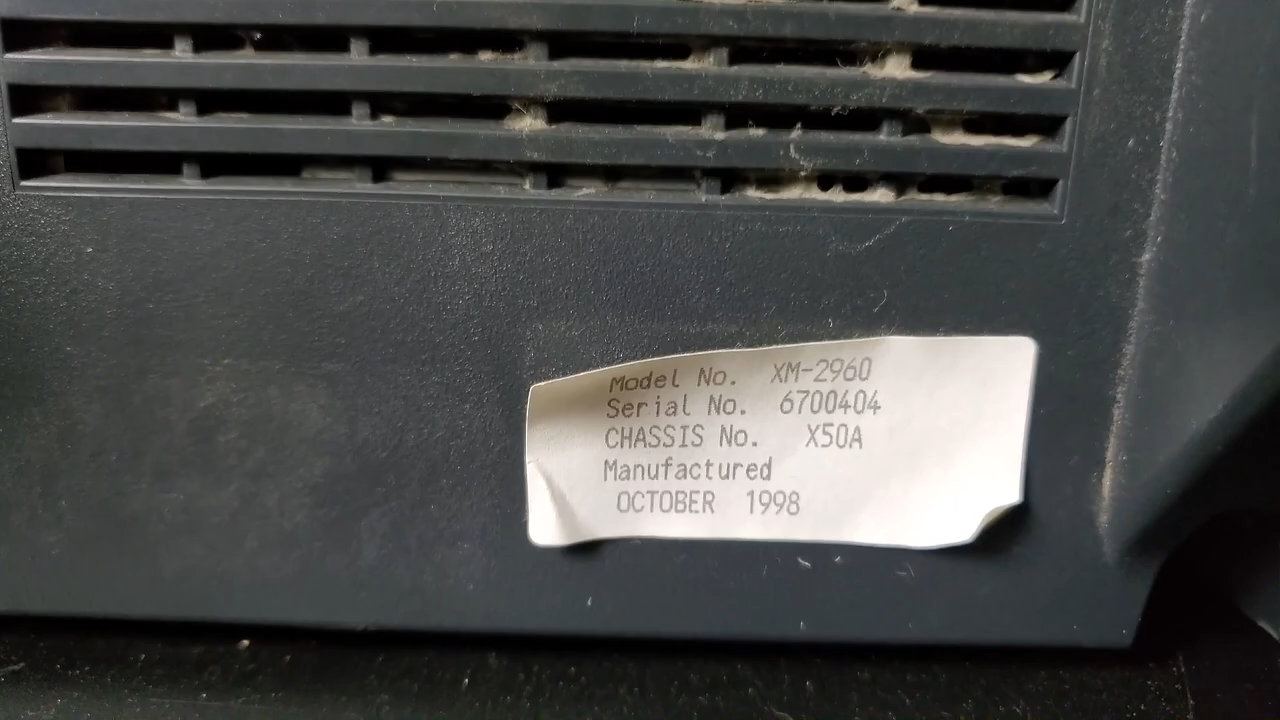 Model No. XM-2960
Serial No. 6700404
CHASSIS No. X50A
Manufactured
OCTOBER 1998